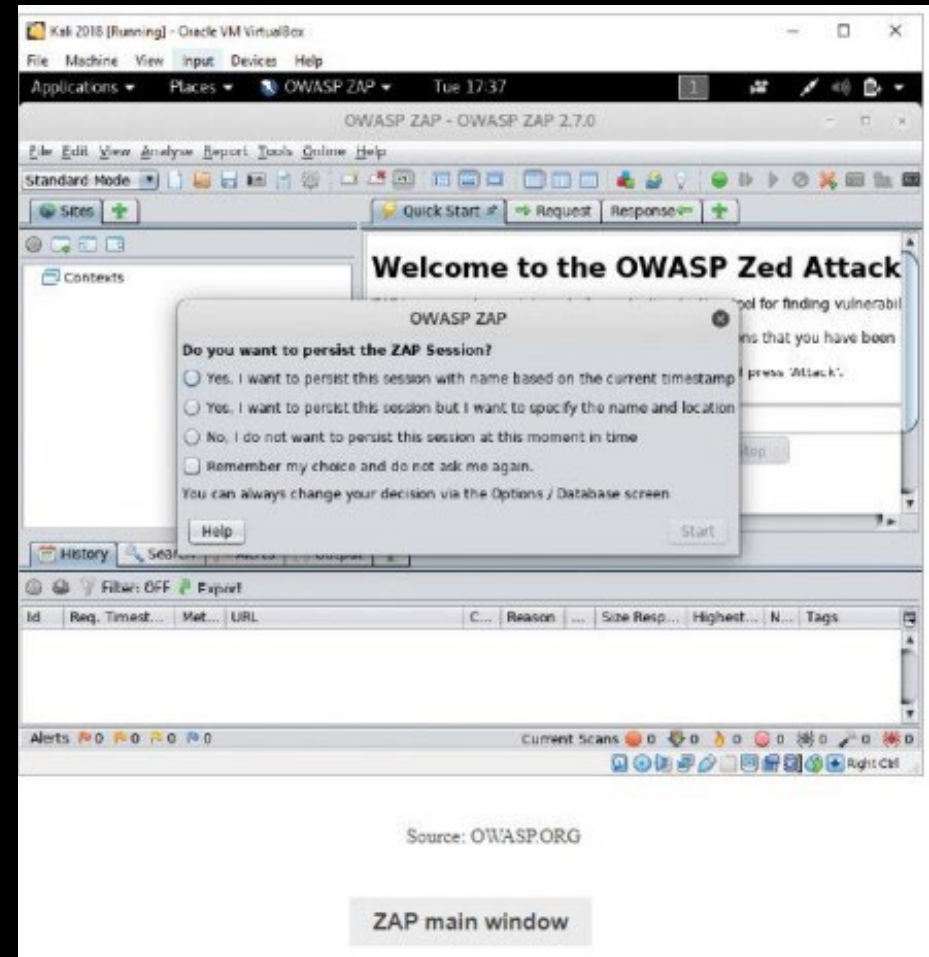 Kali 2018 [Running] - Oracle VM VirtualBox
File Machine View Input Devices Help
Applications Places OWASP ZAP Tue 17:37 1
OWASP ZAP - OWASP ZAP 2.7.0
File Edit View Analyse Report Tools Online Help
Standard Mode
Sites Quick Start Request Response
Contexts
Welcome to the OWASP Zed Attack
tool for finding vulnerabil
ns that you have been
press 'Attack'.
OWASP ZAP
Do you want to persist the ZAP Session?
Yes, I want to persist this session with name based on the current timestamp
Yes, I want to persist this session but I want to specify the name and location
No, I do not want to persist this session at this moment in time
Remember my choice and do not ask me again.
You can always change your decision via the Options / Database screen
Help Start
History Sear
Filter: OFF Export
Id Req. Timest... Met... URL C... Reason ... Size Resp... Highest... N... Tags
Alerts 0 0 0 0 Current Scans 0 0 0 0 0 0
Right Ctrl
Source: OWASP.ORG
ZAP main window